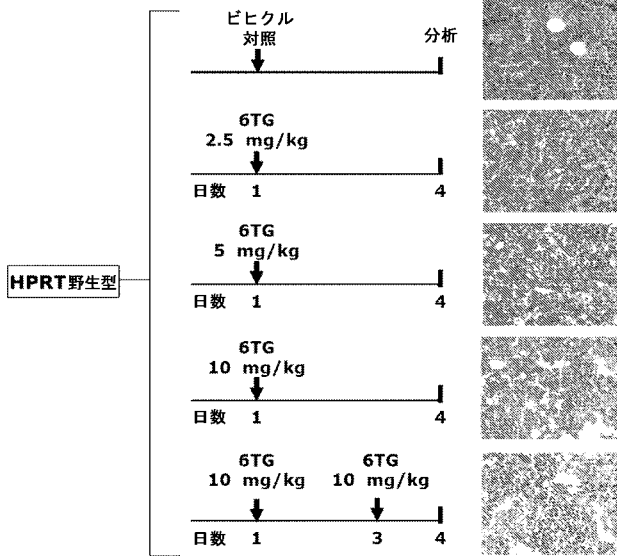 ビヒクル
対照
分析
6TG
2.5 mg/kg
日数 1 4
6TG
5 mg/kg
日数 1 4
HPRT野生型
6TG
10 mg/kg
日数 1 4
6TG 6TG
10 mg/kg 10 mg/kg
日数 1 3 4